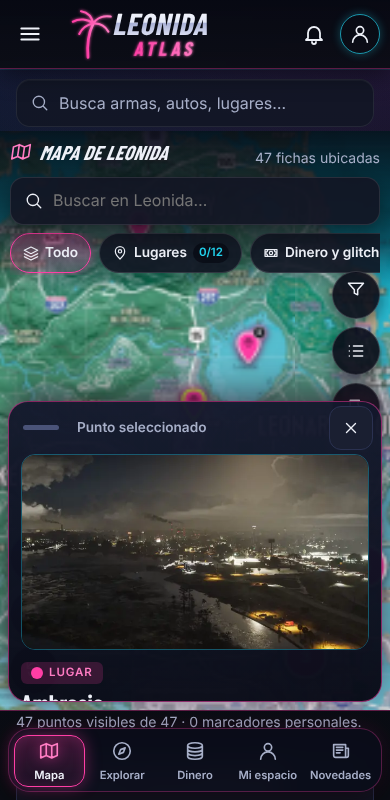 LEONIDA
ATLAS
Busca armas, autos, lugares...
MAPA DE LEONIDA
47 fichas ubicadas
Buscar en Leonida...
Todo
Lugares 0/12
Dinero y glitch
Punto seleccionado
LUGAR
47 puntos visibles de 47 · 0 marcadores personales.
Mapa
Explorar
Dinero
Mi espacio
Novedades